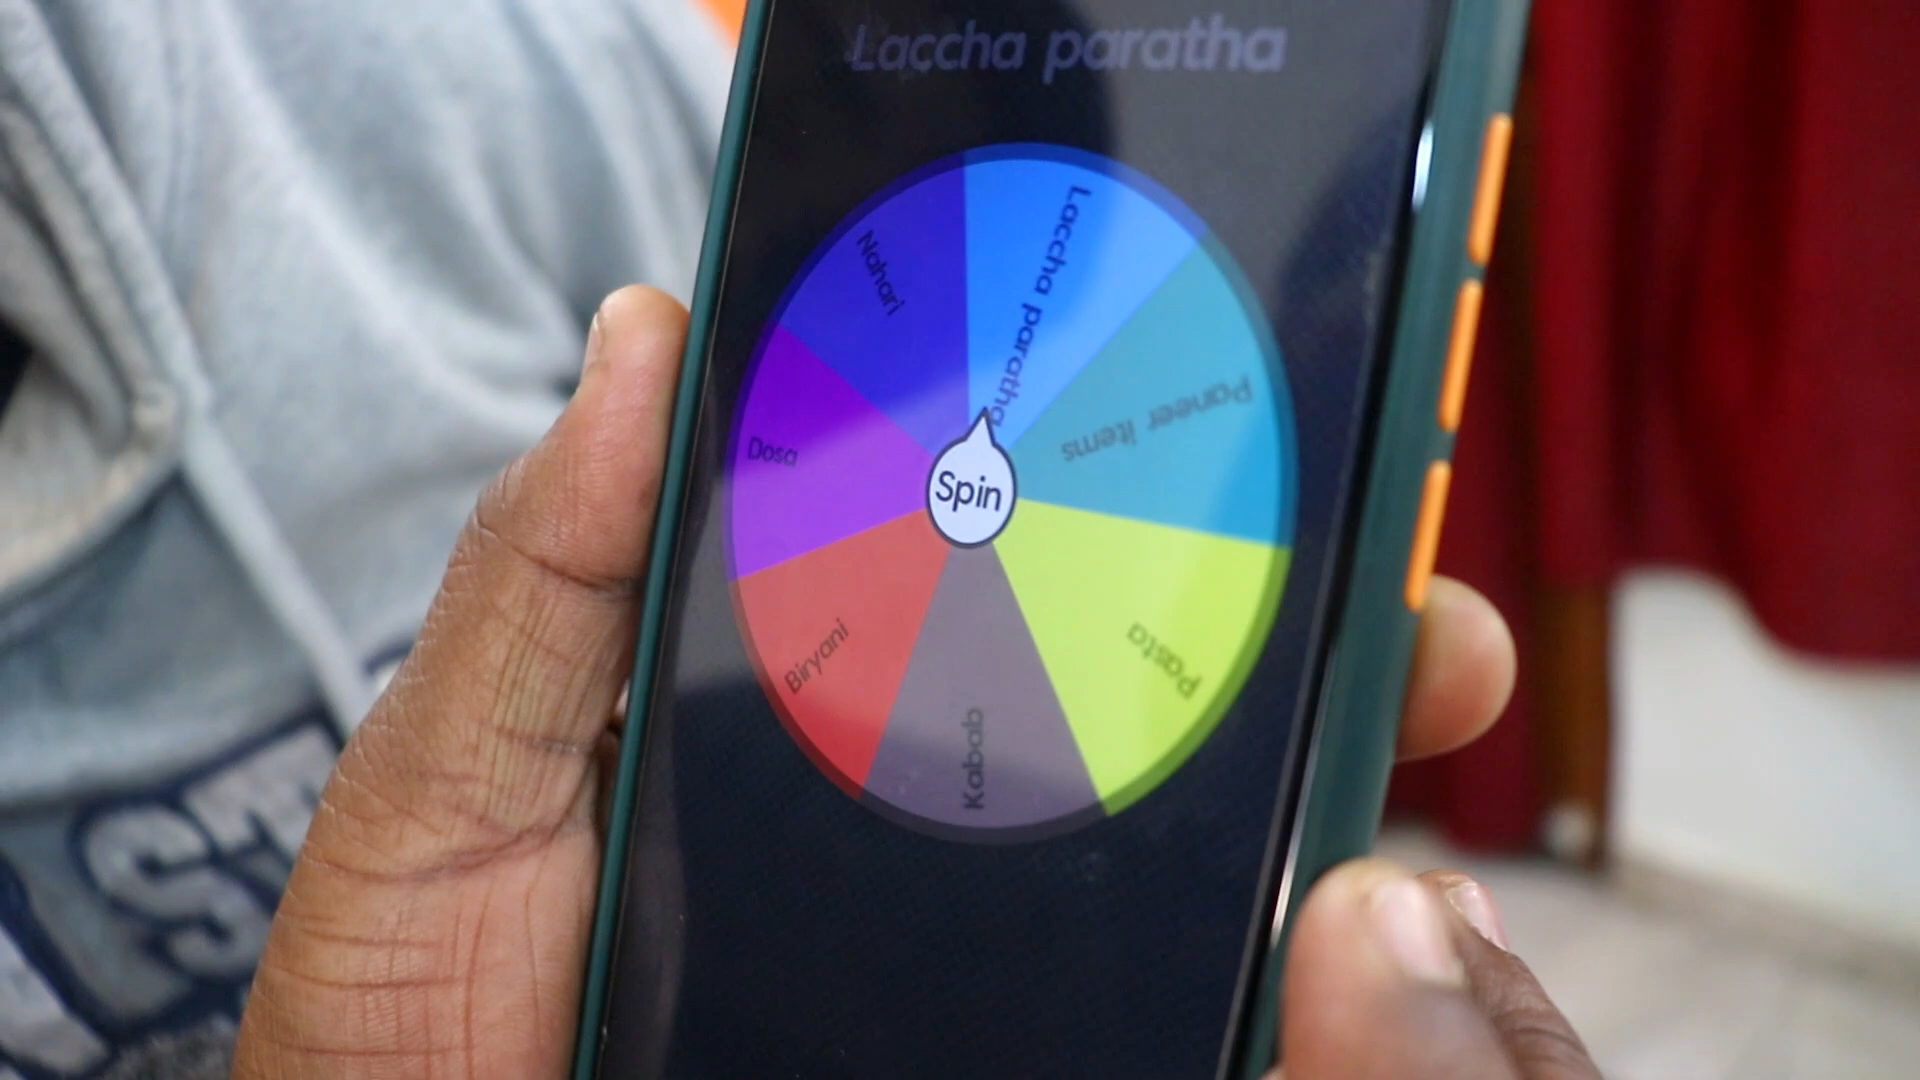 Laccha paratha
Laccha paratha
Nahari
Paneer items
Dosa
Spin
Biryani
Pasta
Kabab